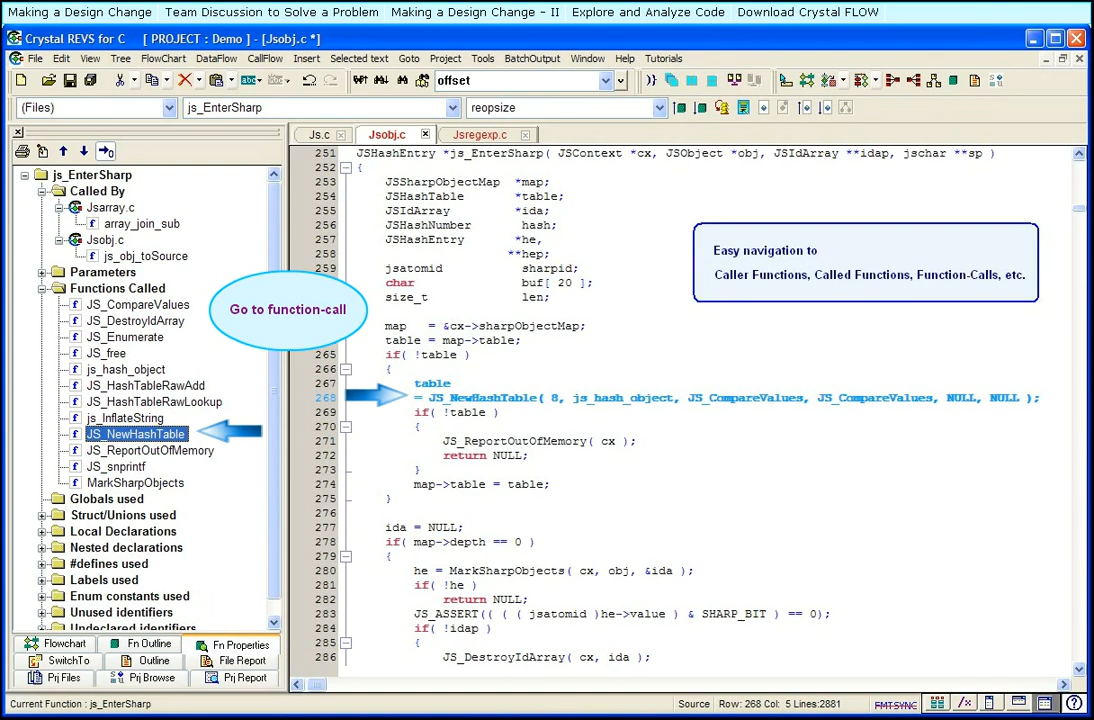 Making a Design Change Team Discussion to Solve a Problem Making a Design Change - II Explore and Analyze Code Download Crystal FLOW
Crystal REVS for C [ PROJECT : Demo ] - [Jsobj.c *]
File Edit View Tree FlowChart DataFlow CallFlow Insert Selected text Goto Project Tools BatchOutput Window Help Tutorials
offset
(Files) js_EnterSharp reopsize
Js.c Jsobj.c Jsregexp.c
js_EnterSharp
Called By
Jsarray.c
array_join_sub
Jsobj.c
js_obj_toSource
Parameters
Functions Called
JS_CompareValues
JS_DestroyIdArray
JS_Enumerate
JS_free
js_hash_object
JS_HashTableRawAdd
JS_HashTableRawLookup
js_InflateString
JS_NewHashTable
JS_ReportOutOfMemory
JS_snprintf
MarkSharpObjects
Globals used
Struct/Unions used
Local Declarations
Nested declarations
#defines used
Labels used
Enum constants used
Unused identifiers
Undeclared identifiers
Flowchart Fn Outline Fn Properties
SwitchTo Outline File Report
Prj Files Prj Browse Prj Report
Go to function-call
Easy navigation to
Caller Functions, Called Functions, Function-Calls, etc.
251 JSHashEntry *js_EnterSharp( JSContext *cx, JSObject *obj, JSIdArray **idap, jschar **sp )
252 {
253 JSSharpObjectMap *map;
254 JSHashTable *table;
255 JSIdArray *ida;
256 JSHashNumber hash;
257 JSHashEntry *he,
258 **hep;
259 jsatomid sharpid;
char buf[ 20 ];
size_t len;
map = &cx->sharpObjectMap;
table = map->table;
265 if( !table )
266 {
267 table
268 = JS_NewHashTable( 8, js_hash_object, JS_CompareValues, JS_CompareValues, NULL, NULL );
269 if( !table )
270 {
271 JS_ReportOutOfMemory( cx );
272 return NULL;
273 }
274 map->table = table;
275 }
276
277 ida = NULL;
278 if( map->depth == 0 )
279 {
280 he = MarkSharpObjects( cx, obj, &ida );
281 if( !he )
282 return NULL;
283 JS_ASSERT(( ( ( jsatomid )he->value ) & SHARP_BIT ) == 0);
284 if( !idap )
285 {
286 JS_DestroyIdArray( cx, ida );
Current Function : js_EnterSharp Source Row: 268 Col: 5 Lines:2881 FMTSYNC